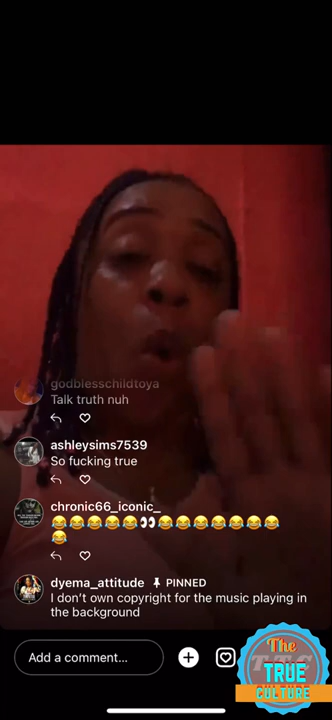 godblesschildtoya
Talk truth nuh
ashleysims7539
So fucking true
chronic66_iconic_
😂😂😂😂😂👀😂😂😂😂😂😂😂
😂
dyema_attitude 📌 PINNED
I don't own copyright for the music playing in
the background
Add a comment...
The
TRUE
CULTURE